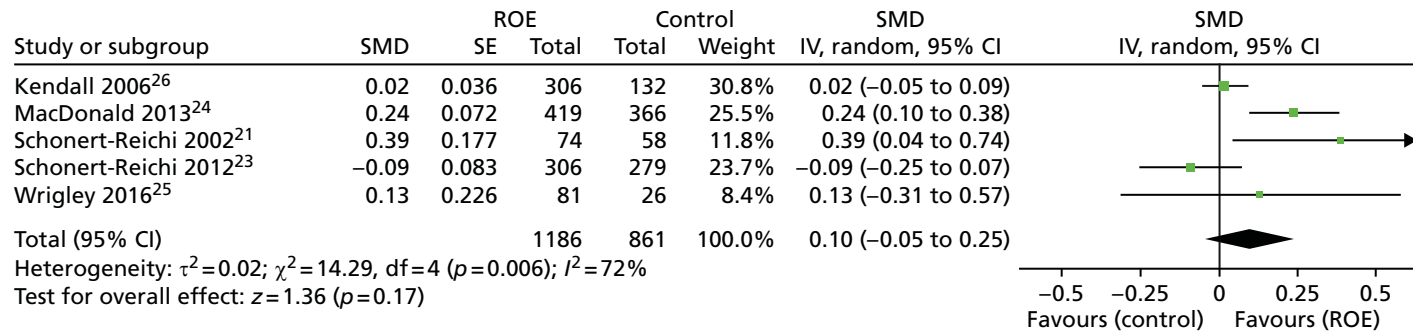 ROE Control SMD SMD
Study or subgroup SMD SE Total Total Weight IV, random, 95% CI IV, random, 95% CI
Kendall 2006²⁶ 0.02 0.036 306 132 30.8% 0.02 (−0.05 to 0.09)
MacDonald 2013²⁴ 0.24 0.072 419 366 25.5% 0.24 (0.10 to 0.38)
Schonert-Reichi 2002²¹ 0.39 0.177 74 58 11.8% 0.39 (0.04 to 0.74)
Schonert-Reichi 2012²³ −0.09 0.083 306 279 23.7% −0.09 (−0.25 to 0.07)
Wrigley 2016²⁵ 0.13 0.226 81 26 8.4% 0.13 (−0.31 to 0.57)
Total (95% CI) 1186 861 100.0% 0.10 (−0.05 to 0.25)
Heterogeneity: τ²=0.02; χ²=14.29, df=4 (p=0.006); I²=72%
Test for overall effect: z=1.36 (p=0.17)
−0.5 −0.25 0 0.25 0.5
Favours (control) Favours (ROE)